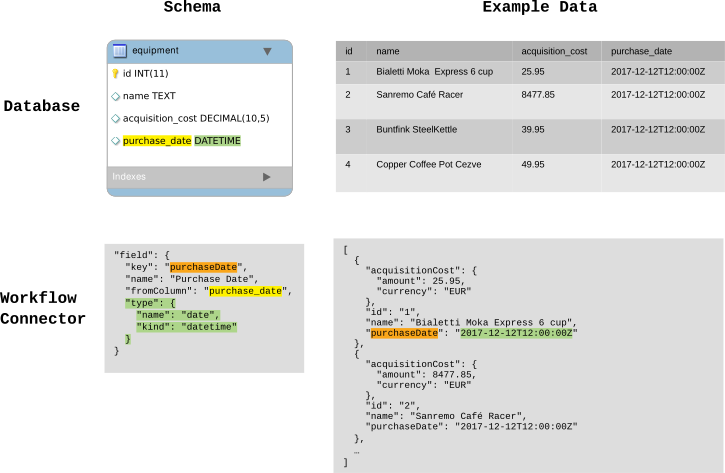 Schema
Example Data
Database
equipment
id INT(11)
name TEXT
acquisition_cost DECIMAL(10,5)
purchase_date DATETIME
Indexes
id name acquisition_cost purchase_date
1 Bialetti Moka  Express 6 cup 25.95 2017-12-12T12:00:00Z
2 Sanremo Café Racer 8477.85 2017-12-12T12:00:00Z
3 Buntfink SteelKettle 39.95 2017-12-12T12:00:00Z
4 Copper Coffee Pot Cezve 49.95 2017-12-12T12:00:00Z
Workflow
Connector
"field": {
"key": "purchaseDate",
"name": "Purchase Date",
"fromColumn": "purchase_date",
"type": {
"name": "date",
"kind": "datetime"
}
}
[
{
"acquisitionCost": {
"amount": 25.95,
"currency": "EUR"
},
"id": "1",
"name": "Bialetti Moka Express 6 cup",
"purchaseDate": "2017-12-12T12:00:00Z"
},
{
"acquisitionCost": {
"amount": 8477.85,
"currency": "EUR"
},
"id": "2",
"name": "Sanremo Café Racer",
"purchaseDate": "2017-12-12T12:00:00Z"
},
…
]